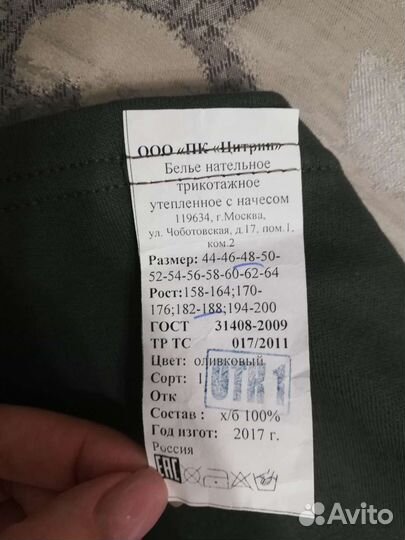 ООО «ПК «Цитрин»
Белье нательное
трикотажное
утепленное с начесом
119634, г.Москва,
ул. Чоботовская, д.17, пом.1,
ком.2
Размер: 44-46-48-50-
52-54-56-58-60-62-64
Рост:158-164;170-
176;182-188;194-200
ГОСТ 31408-2009
ТР ТС 017/2011
Цвет: оливковый
Сорт: 1
UTR 1
Отк
Состав : х/б 100%
Год изгот: 2017 г.
Россия
ЕАС
Avito